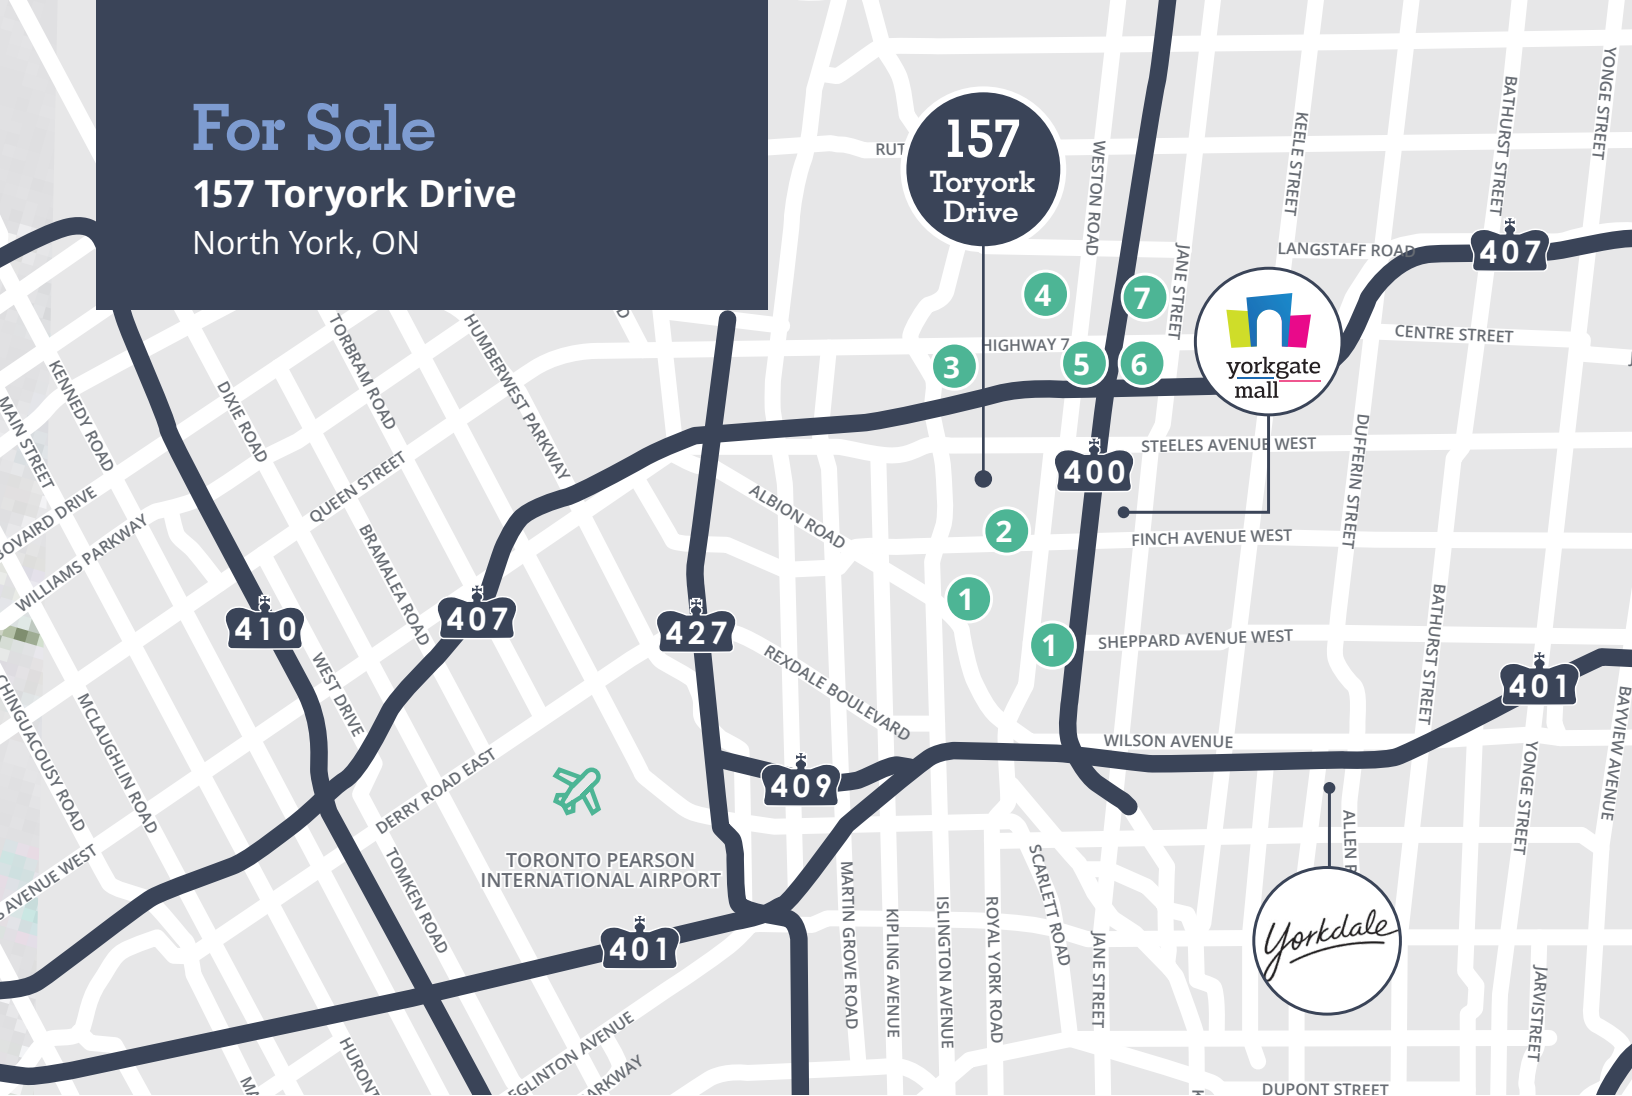 For Sale
157 Toryork Drive
North York, ON
157
Toryork
Drive
RUT
WESTON ROAD
JANE STREET
KEELE STREET
BATHURST STREET
YONGE STREET
LANGSTAFF ROAD
407
CENTRE STREET
4
7
HIGHWAY 7
3
5
6
yorkgate
mall
STEELES AVENUE WEST
400
DUFFERIN STREET
2
FINCH AVENUE WEST
1
1
SHEPPARD AVENUE WEST
BATHURST STREET
401
BAYVIEW AVENUE
WILSON AVENUE
YONGE STREET
ALLEN R
Yorkdale
JARVISTREET
DUPONT STREET
MAIN STREET
KENNEDY ROAD
DIXIE ROAD
TORBRAM ROAD
HUMBERWEST PARKWAY
D
BOVAIRD DRIVE
WILLIAMS PARKWAY
QUEEN STREET
BRAMALEA ROAD
ALBION ROAD
410
407
427
WEST DRIVE
REXDALE BOULEVARD
CHINGUACOUSY ROAD
MCLAUGHLIN ROAD
DERRY ROAD EAST
409
S AVENUE WEST
TOMKEN ROAD
TORONTO PEARSON
INTERNATIONAL AIRPORT
401
MARTIN GROVE ROAD
KIPLING AVENUE
ISLINGTON AVENUE
ROYAL YORK ROAD
SCARLETT ROAD
JANE STREET
EGLINTON AVENUE
ARKWAY
HURONT
MA